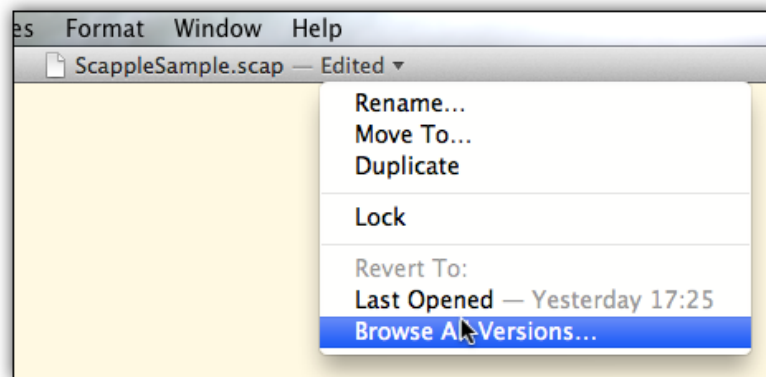 es Format Window Help
ScappleSample.scap — Edited
Rename...
Move To...
Duplicate
Lock
Revert To:
Last Opened — Yesterday 17:25
Browse All Versions...